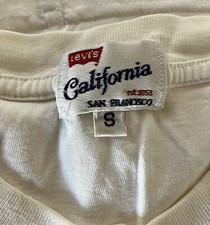 Levi's
California
est.1853
SAN FRANCISCO
S